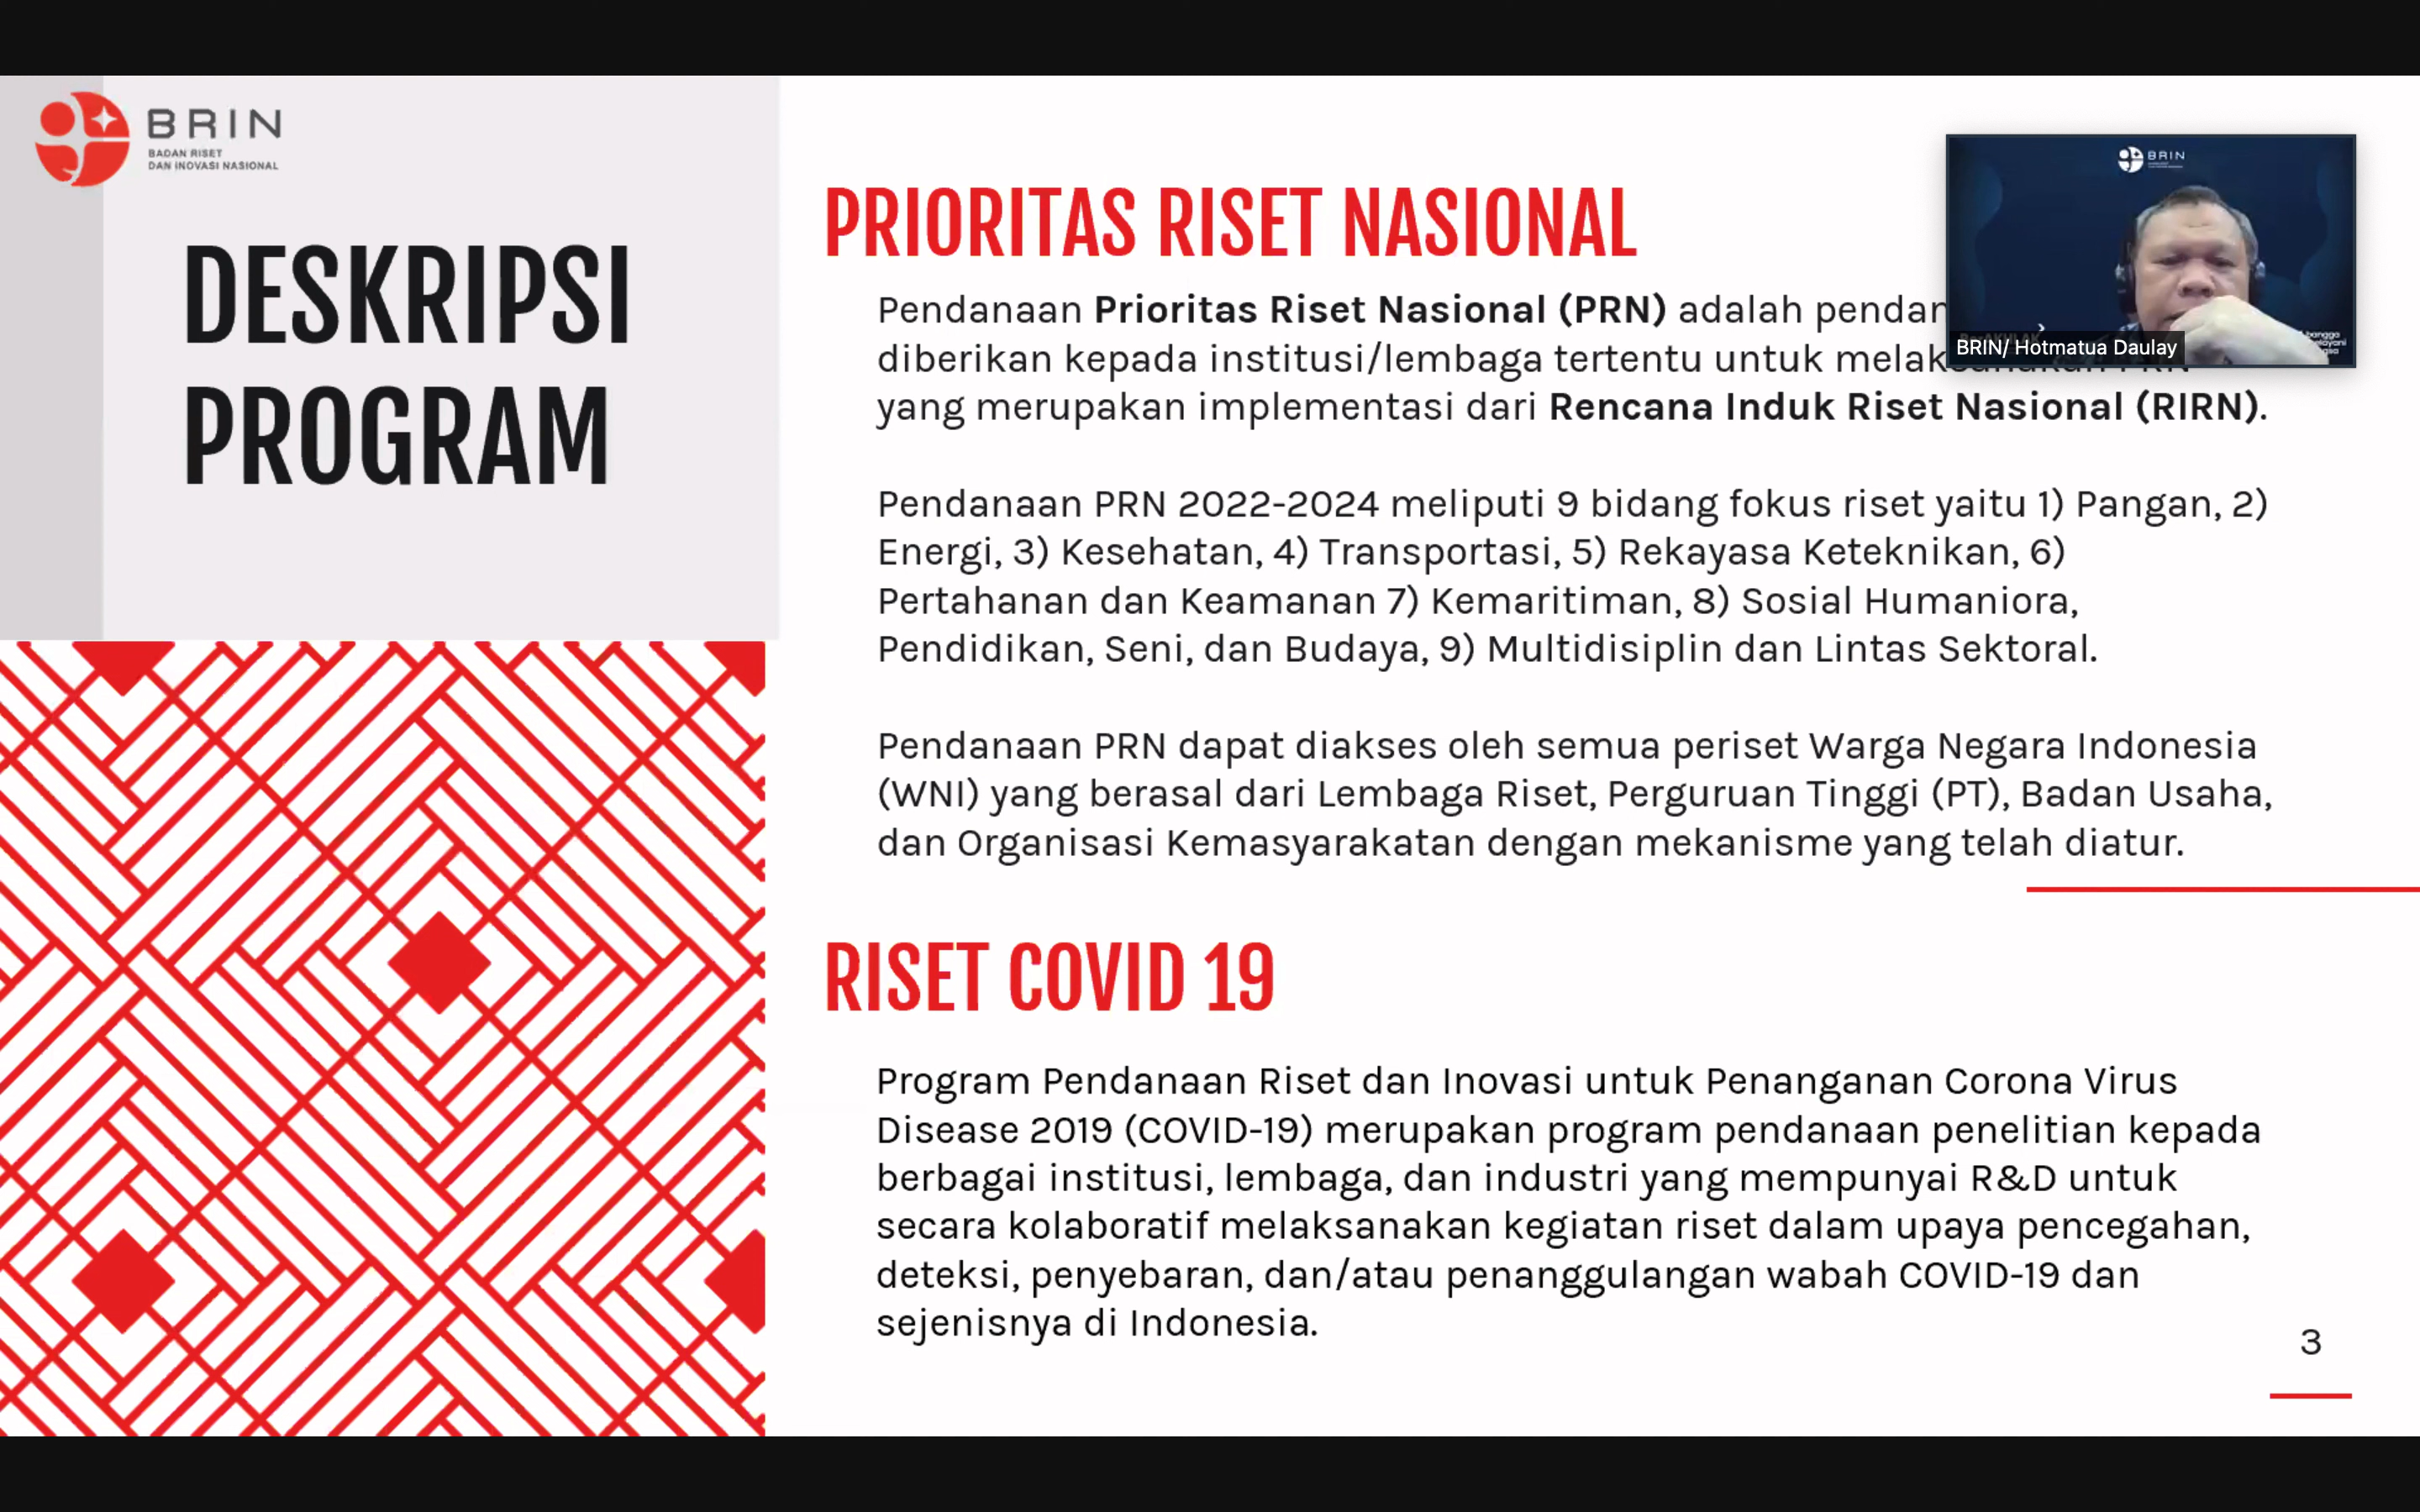 BRIN
BADAN RISET
DAN INOVASI NASIONAL
DESKRIPSI
PROGRAM
PRIORITAS RISET NASIONAL
Pendanaan Prioritas Riset Nasional (PRN) adalah
diberikan kepada institusi/lembaga tertentu untuk
yang merupakan implementasi dari Rencana Induk Riset Nasional (RIRN).
Pendanaan PRN 2022-2024 meliputi 9 bidang fokus riset yaitu 1) Pangan, 2)
Energi, 3) Kesehatan, 4) Transportasi, 5) Rekayasa Keteknikan, 6)
Pertahanan dan Keamanan 7) Kemaritiman, 8) Sosial Humaniora,
Pendidikan, Seni, dan Budaya, 9) Multidisiplin dan Lintas Sektoral.
Pendanaan PRN dapat diakses oleh semua periset Warga Negara Indonesia
(WNI) yang berasal dari Lembaga Riset, Perguruan Tinggi (PT), Badan Usaha,
dan Organisasi Kemasyarakatan dengan mekanisme yang telah diatur.
RISET COVID 19
Program Pendanaan Riset dan Inovasi untuk Penanganan Corona Virus
Disease 2019 (COVID-19) merupakan program pendanaan penelitian kepada
berbagai institusi, lembaga, dan industri yang mempunyai R&D untuk
secara kolaboratif melaksanakan kegiatan riset dalam upaya pencegahan,
deteksi, penyebaran, dan/atau penanggulangan wabah COVID-19 dan
sejenisnya di Indonesia.
3
BRIN
BRIN/ Hotmatua Daulay